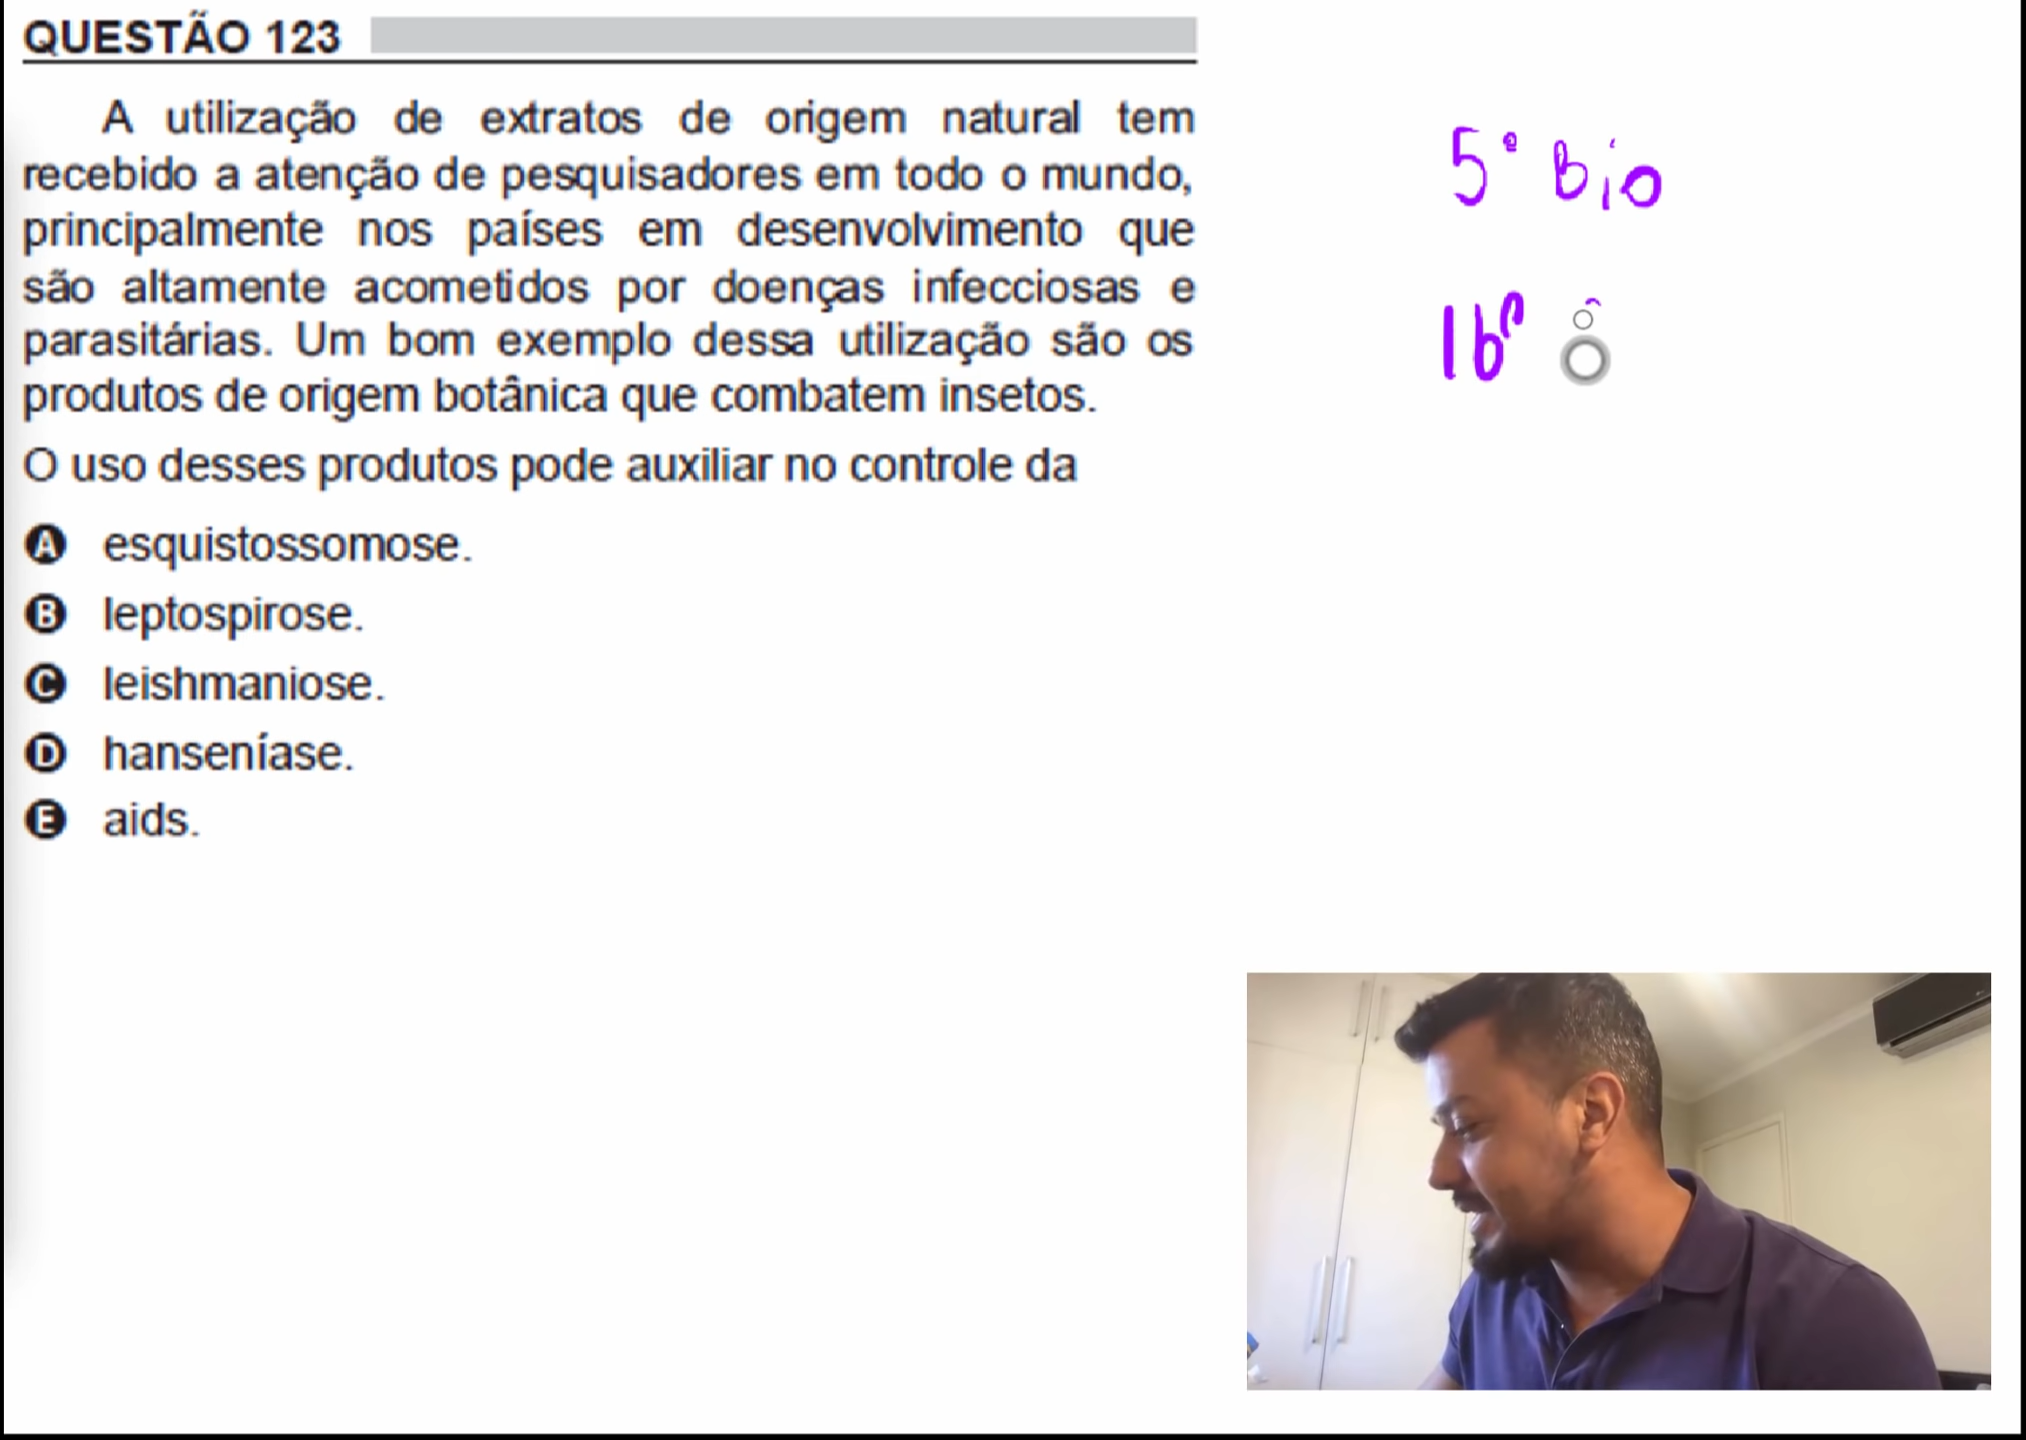 QUESTÃO 123
A utilização de extratos de origem natural tem
recebido a atenção de pesquisadores em todo o mundo,
principalmente nos países em desenvolvimento que
são altamente acometidos por doenças infecciosas e
parasitárias. Um bom exemplo dessa utilização são os
produtos de origem botânica que combatem insetos.
O uso desses produtos pode auxiliar no controle da
A esquistossomose.
B leptospirose.
C leishmaniose.
D hanseníase.
E aids.
5ª Bio